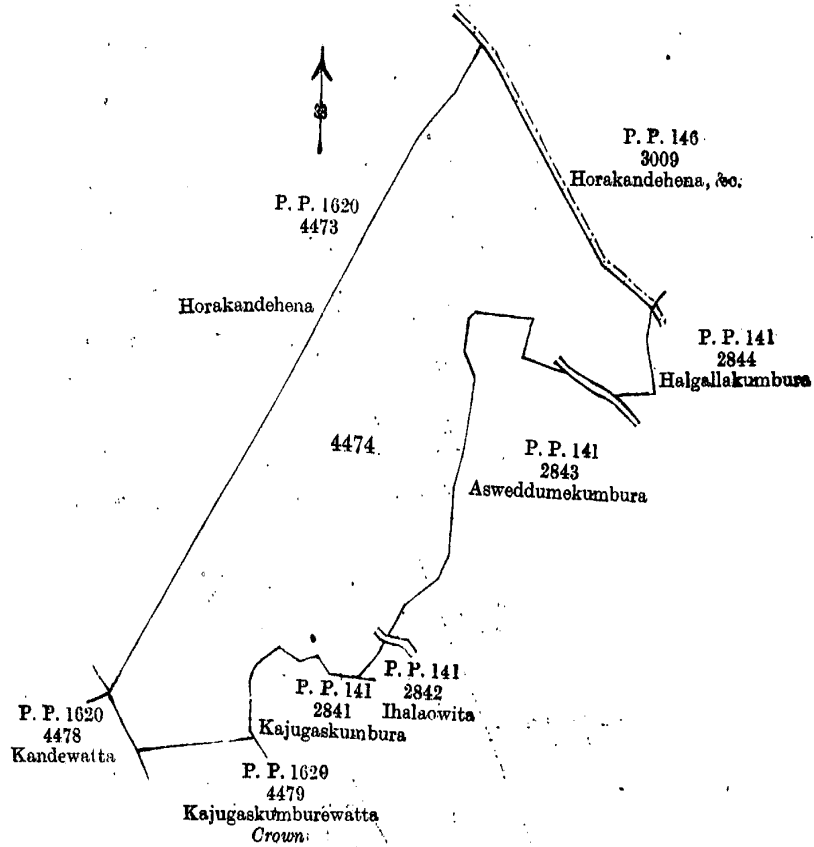 P. P. 146
3009
Horakandehena, &c.
P. P. 1620
4473
Horakandehena
P. P. 141
2844
Halgallakumbura
4474
P. P. 141
2843
Asweddumekumbura
P. P. 141
2842
Ihalaowita
P. P. 141
2841
Kajugaskumbura
P. P. 1620
4478
Kandewatta
P. P. 1620
4479
Kajugaskumburewatta
Crown